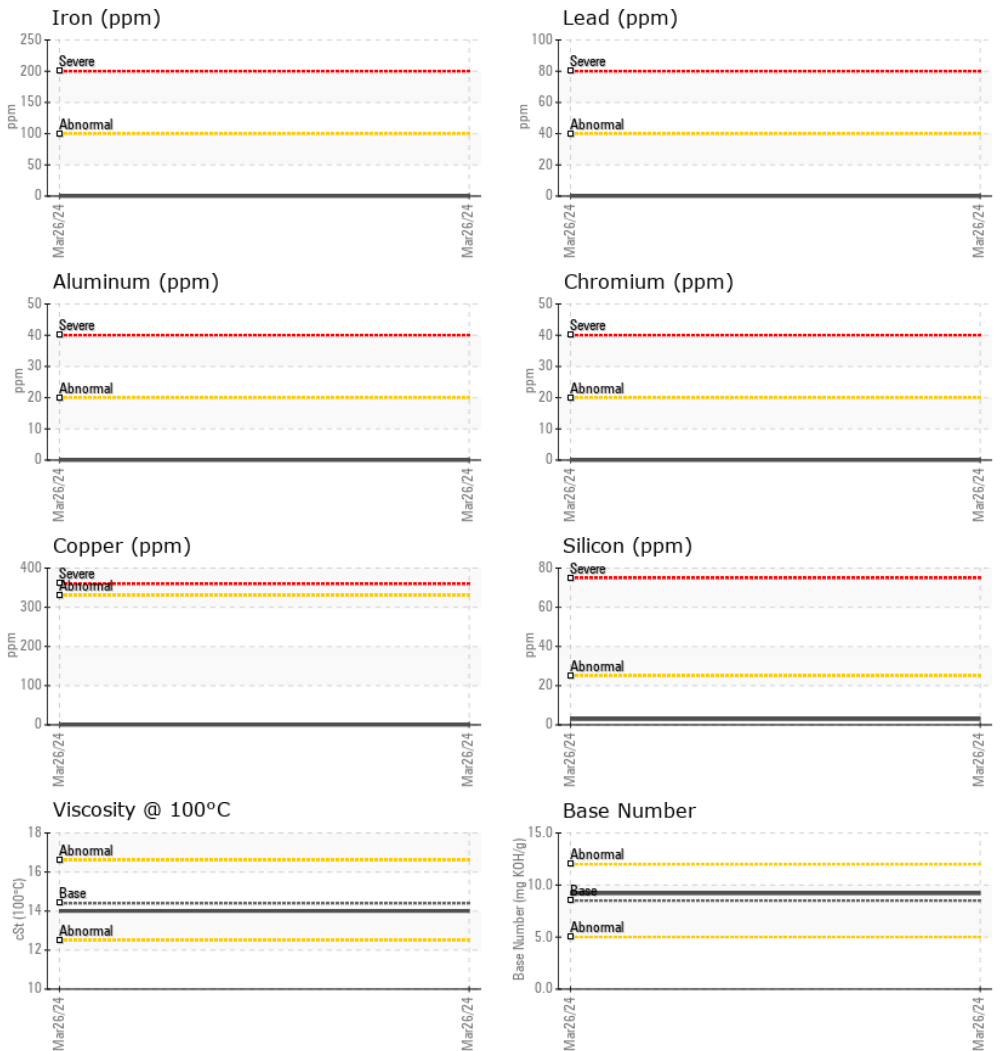 Iron (ppm)
250
200
150
100
50
0
ppm
Severe
Abnormal
Mar26/24
Mar26/24
Lead (ppm)
100
80
60
40
20
0
ppm
Severe
Abnormal
Mar26/24
Mar26/24
Aluminum (ppm)
50
40
30
20
10
0
ppm
Severe
Abnormal
Mar26/24
Mar26/24
Chromium (ppm)
50
40
30
20
10
0
ppm
Severe
Abnormal
Mar26/24
Mar26/24
Copper (ppm)
400
300
200
100
0
ppm
Severe
Abnormal
Mar26/24
Mar26/24
Silicon (ppm)
80
60
40
20
0
ppm
Severe
Abnormal
Mar26/24
Mar26/24
Viscosity @ 100°C
18
16
14
12
10
cSt (100°C)
Abnormal
Base
Abnormal
Mar26/24
Mar26/24
Base Number
15.0
10.0
5.0
0.0
Base Number (mg KOH/g)
Abnormal
Base
Abnormal
Mar26/24
Mar26/24